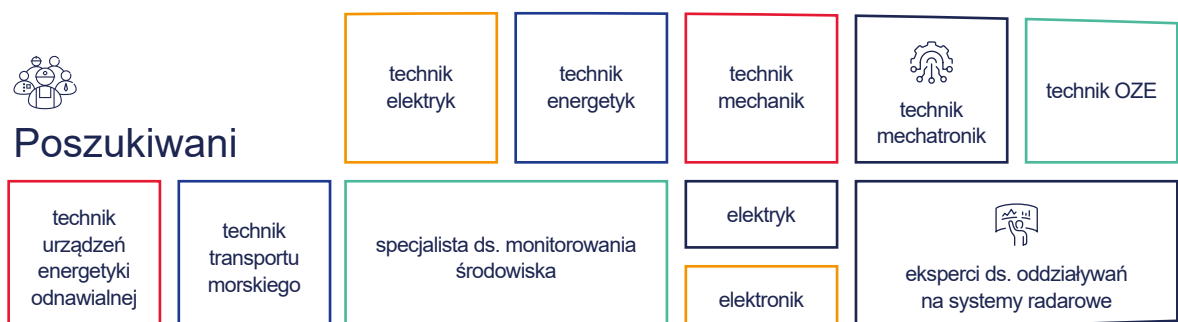 Poszukiwani
technik
elektryk
technik
energetyk
technik
mechanik
technik
mechatronik
technik OZE
technik
urządzeń
energetyki
odnawialnej
technik
transportu
morskiego
specjalista ds. monitorowania
środowiska
elektryk
elektronik
eksperci ds. oddziaływań
na systemy radarowe